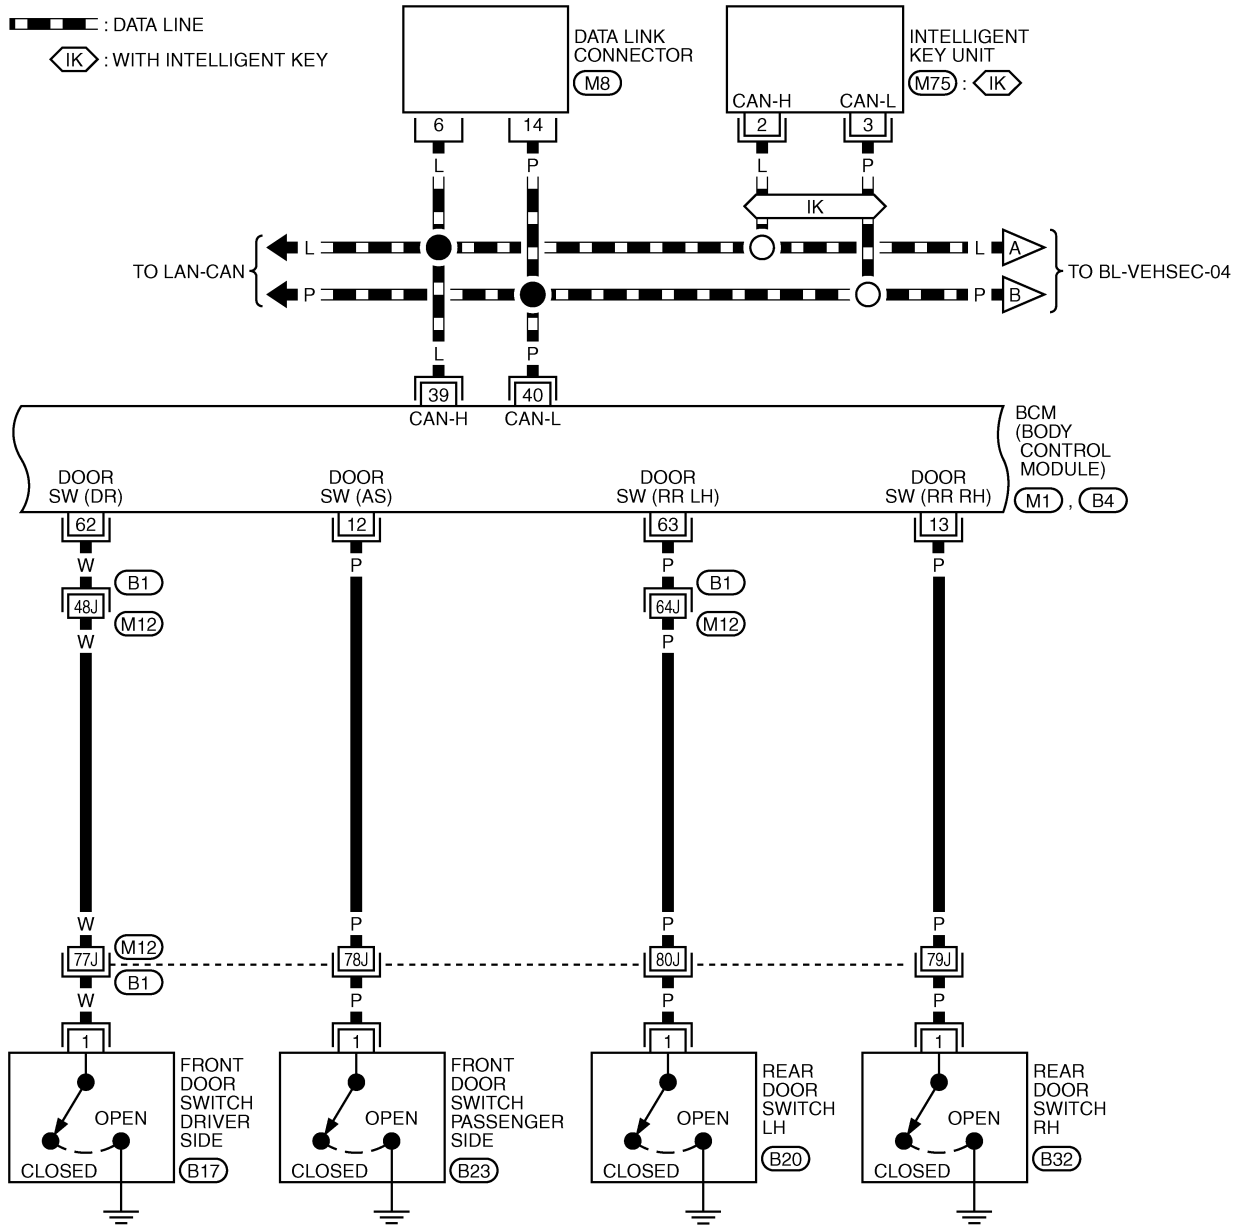 : DATA LINE
IK : WITH INTELLIGENT KEY
DATA LINK
CONNECTOR
M8
INTELLIGENT
KEY UNIT
M75 : IK
CAN-H CAN-L
6 14 2 3
L P L P
IK
L L A
TO LAN-CAN TO BL-VEHSEC-04
P P B
L P
39 40
CAN-H CAN-L
BCM
(BODY
CONTROL
MODULE)
M1 , B4
DOOR
SW (DR)
DOOR
SW (AS)
DOOR
SW (RR LH)
DOOR
SW (RR RH)
62 12 63 13
W P P P
B1 B1
48J 64J
M12 M12
W P
W P P P
M12
77J 78J 80J 79J
B1
W P P P
1 1 1 1
FRONT
DOOR
SWITCH
DRIVER
SIDE
B17
OPEN
CLOSED
FRONT
DOOR
SWITCH
PASSENGER
SIDE
B23
OPEN
CLOSED
REAR
DOOR
SWITCH
LH
B20
OPEN
CLOSED
REAR
DOOR
SWITCH
RH
B32
OPEN
CLOSED